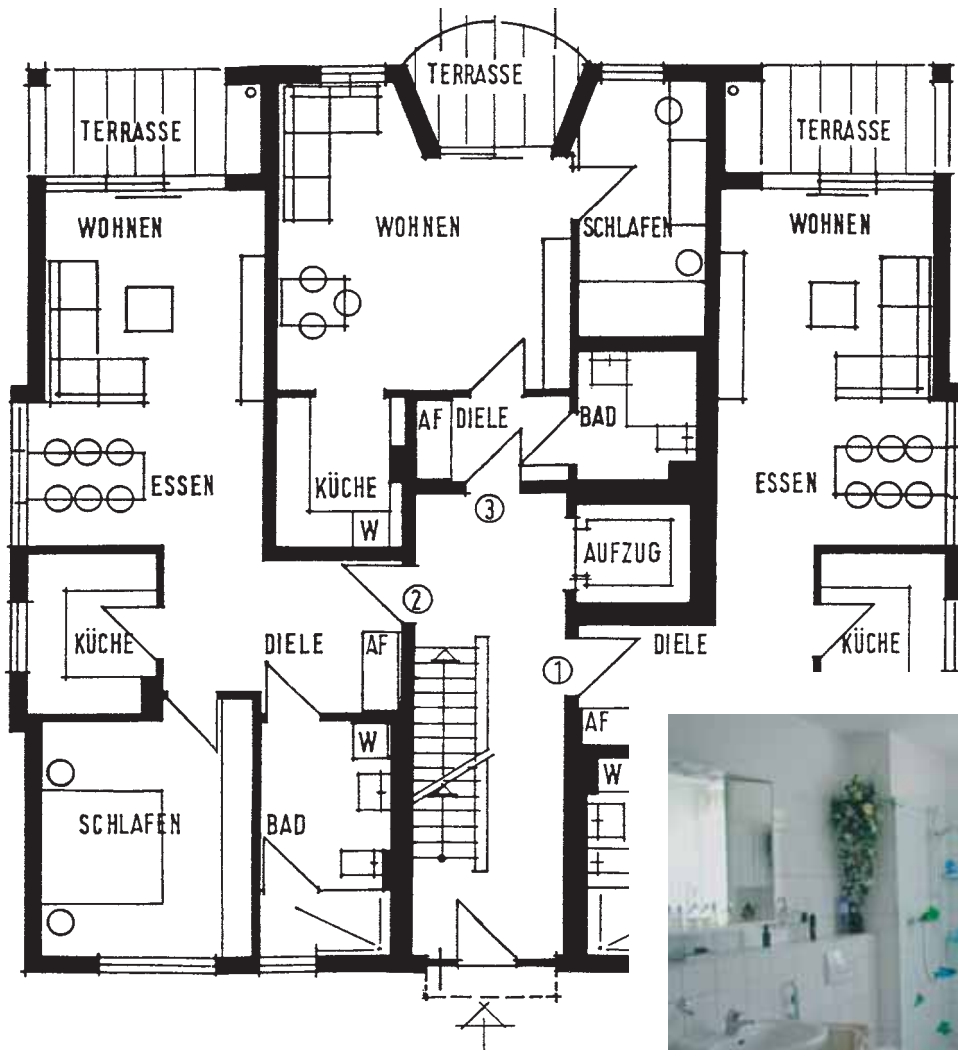 TERRASSE
TERRASSE
TERRASSE
WOHNEN
WOHNEN
SCHLAFEN
WOHNEN
AF
DIELE
BAD
ESSEN
KÜCHE
ESSEN
3
W
AUFZUG
2
KÜCHE
DIELE
AF
1
DIELE
KÜCHE
AF
W
W
SCHLAFEN
BAD